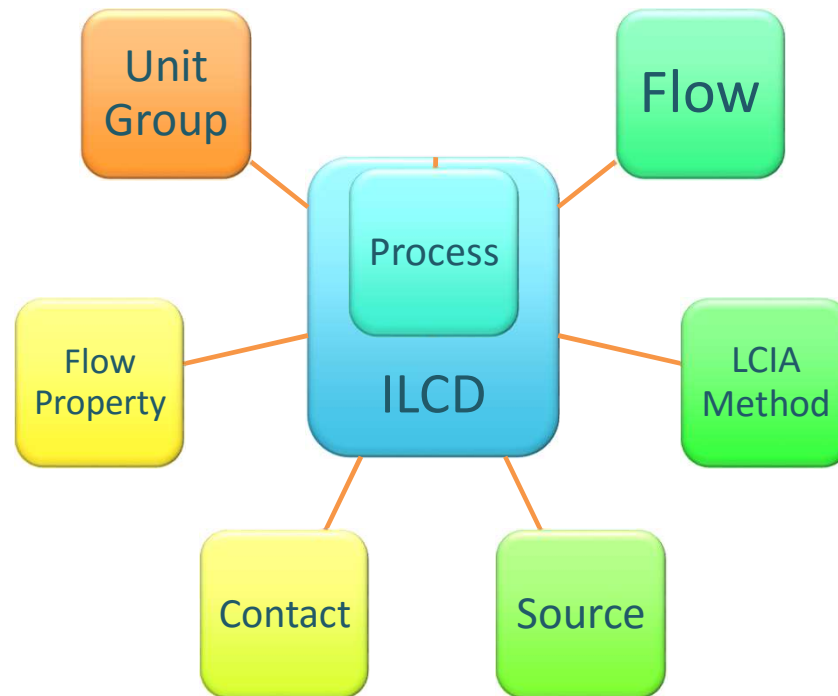 Unit
Group
Flow
Process
ILCD
Flow
Property
LCIA
Method
Contact
Source